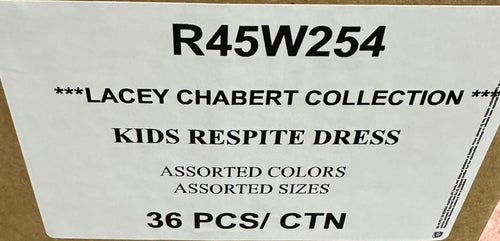 R45W254
***LACEY CHABERT COLLECTION ***
KIDS RESPITE DRESS
ASSORTED COLORS
ASSORTED SIZES
36 PCS/ CTN